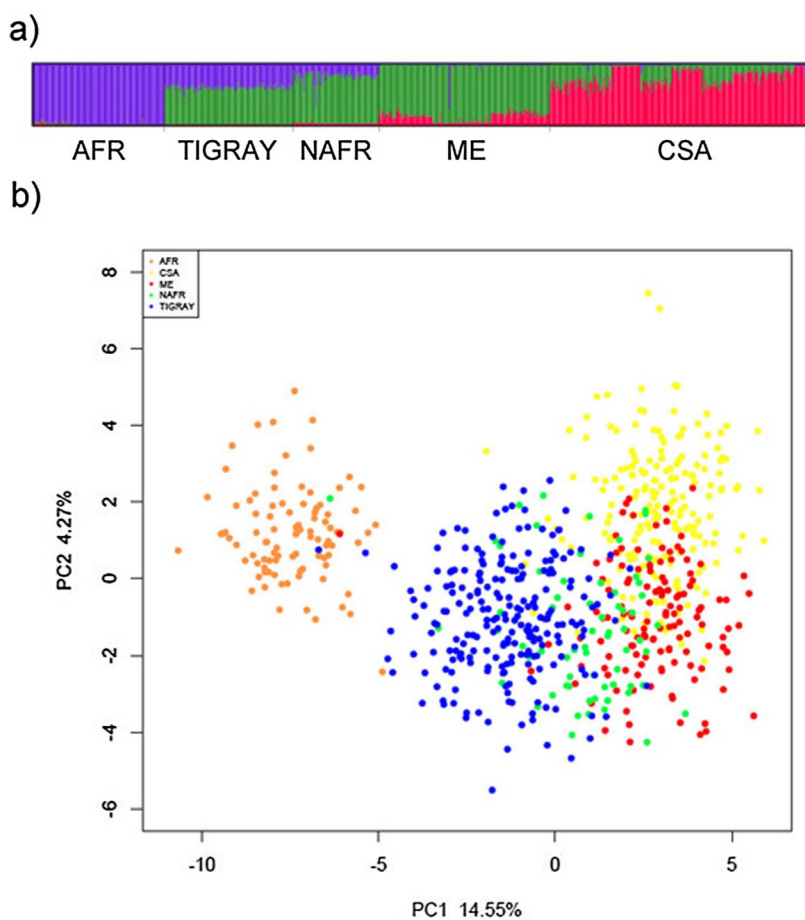 a)
AFR TIGRAY NAFR ME CSA
b)
AFR
CSA
ME
NAFR
TIGRAY
8
6
4
2
0
-2
-4
-6
PC2 4.27%
-10 -5 0 5
PC1 14.55%